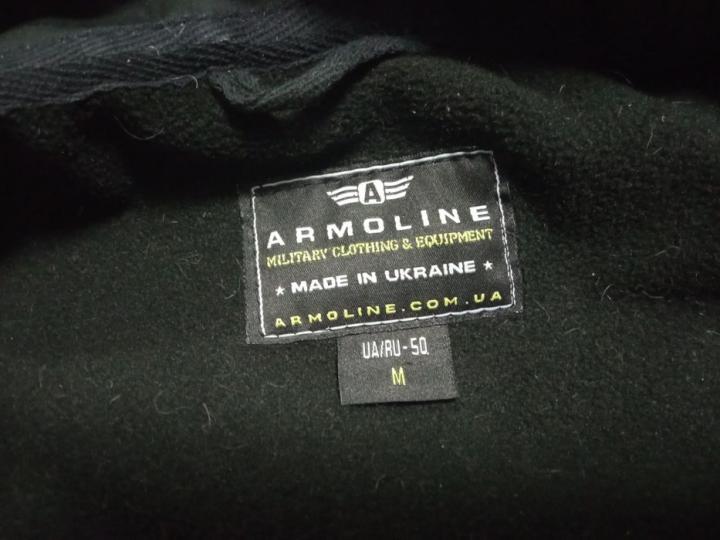 A
ARMOLINE
MILITARY CLOTHING & EQUIPMENT
★ MADE IN UKRAINE ★
ARMOLINE.COM.UA
UA/RU-50
M